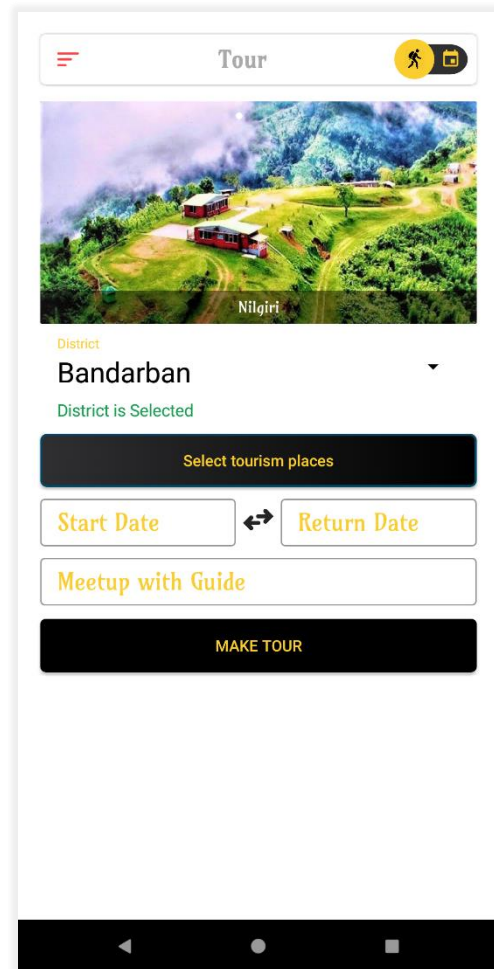 Tour
Nilgiri
District
Bandarban
District is Selected
Select tourism places
Start Date
Return Date
Meetup with Guide
MAKE TOUR